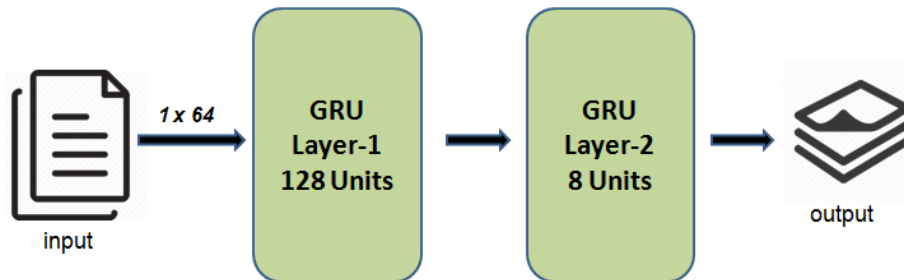 input
1 x 64
GRU
Layer-1
128 Units
GRU
Layer-2
8 Units
output